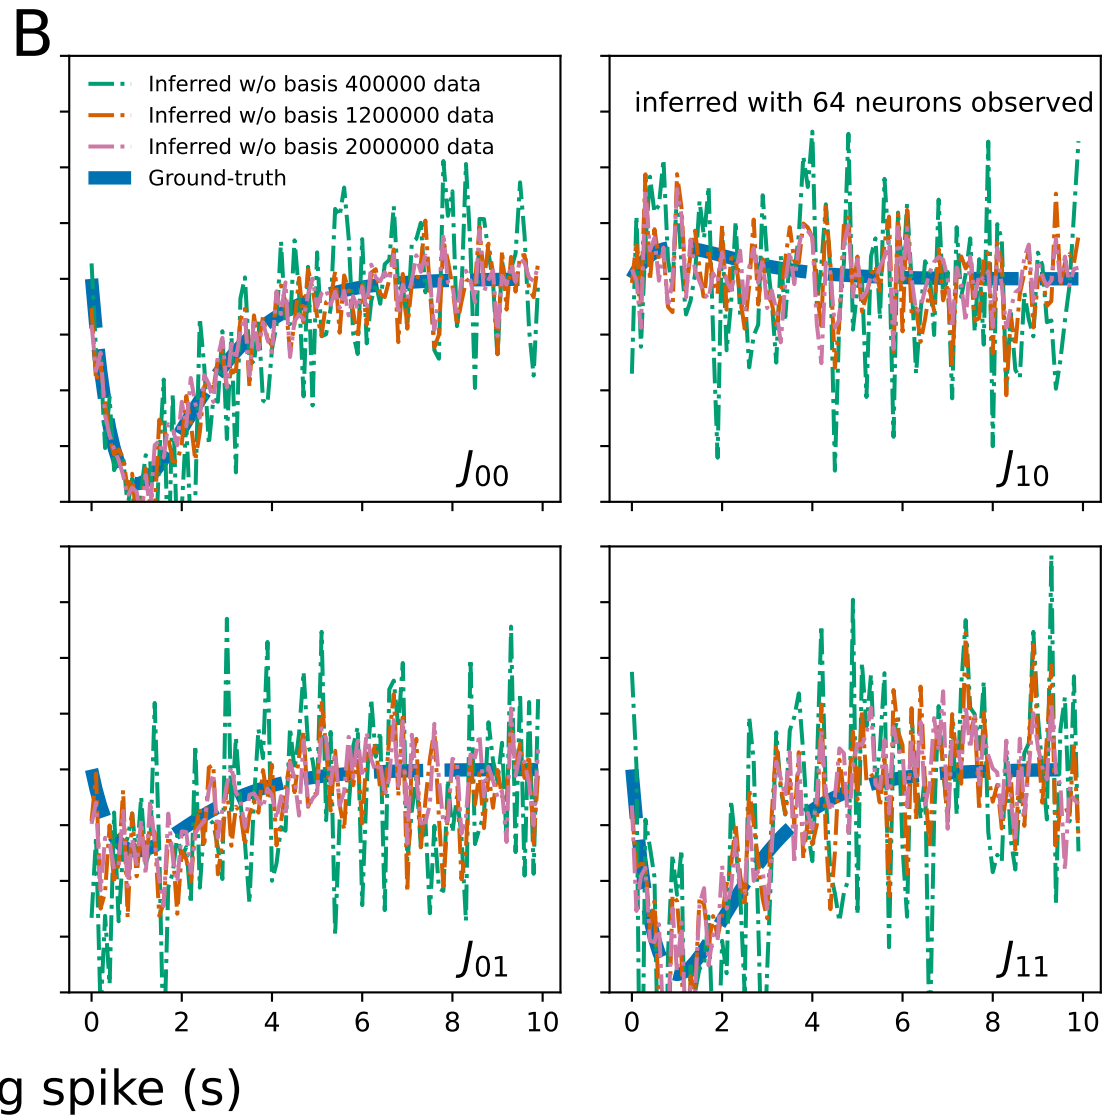 B
Inferred w/o basis 400000 data
Inferred w/o basis 1200000 data
Inferred w/o basis 2000000 data
Ground-truth
inferred with 64 neurons observed
J00
J10
J01
J11
0 2 4 6 8 10
0 2 4 6 8 10
g spike (s)